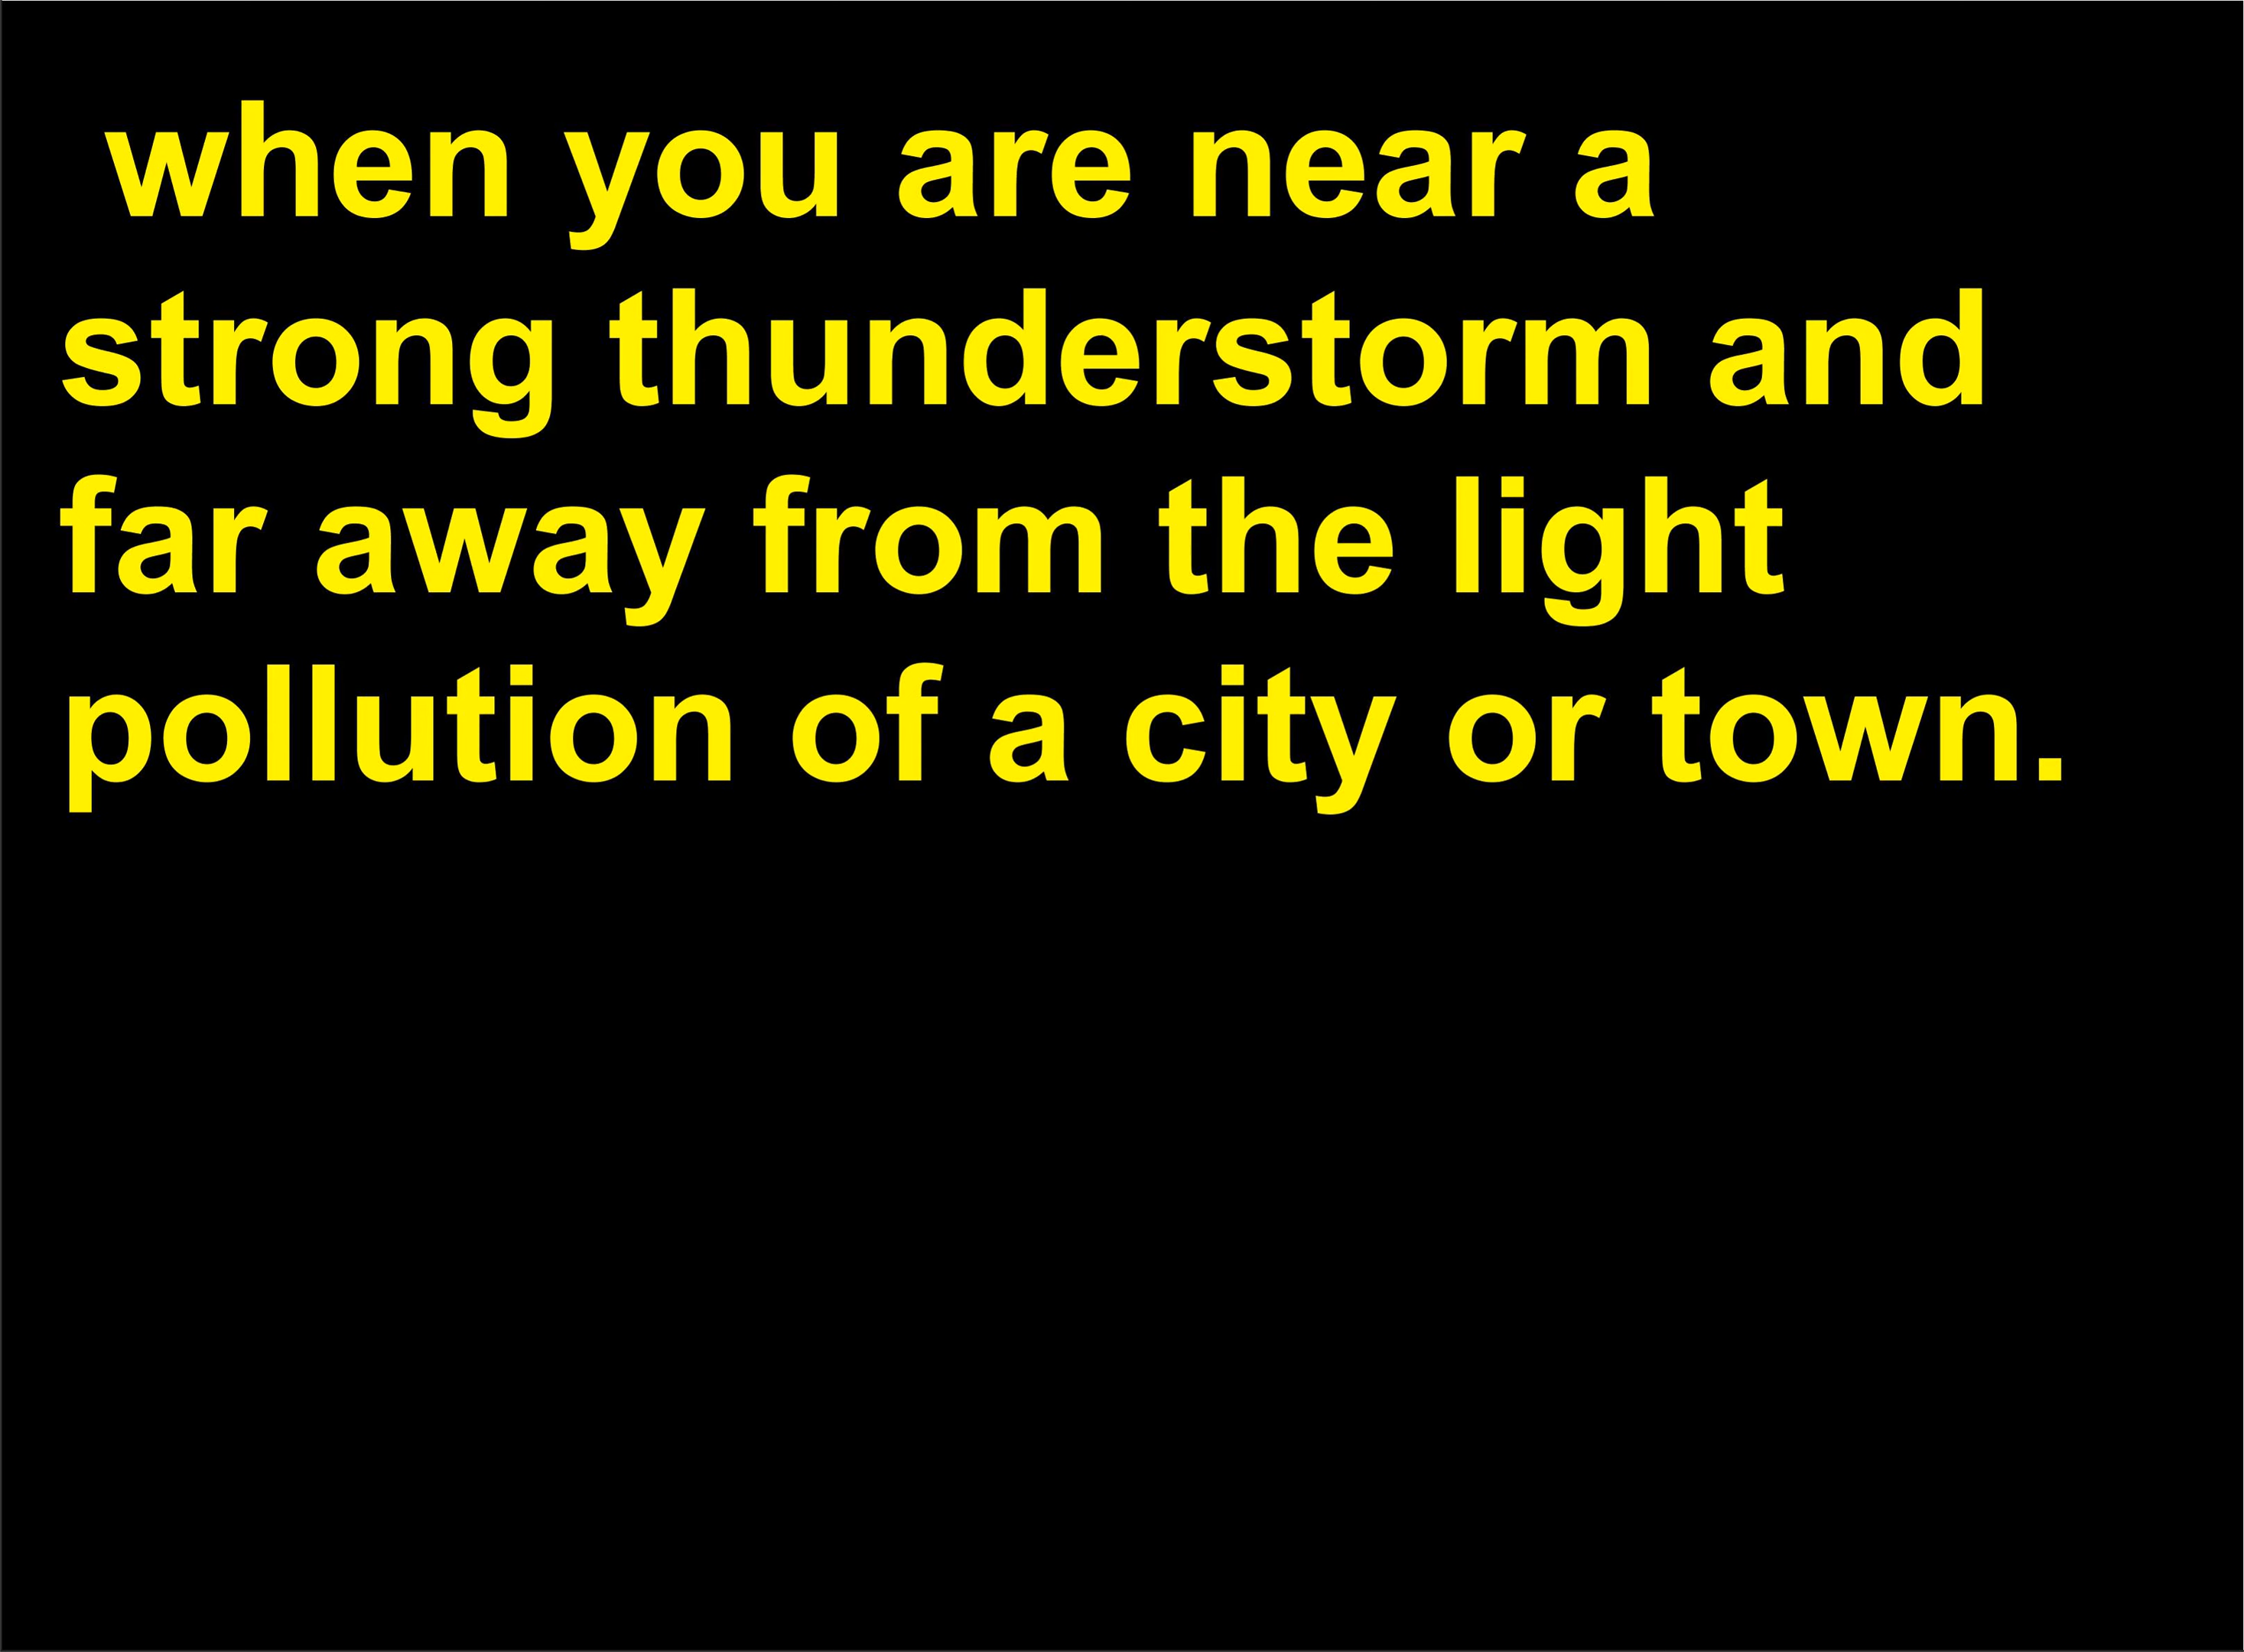 when you are near a
strong thunderstorm and
far away from the light
pollution of a city or town.